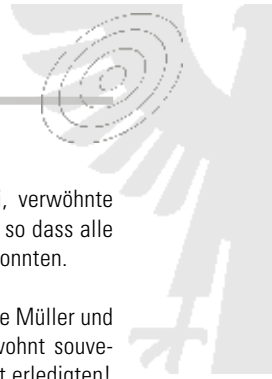 , verwöhnte
so dass alle
onnten.
e Müller und
wohnt souve-
t erledigten!